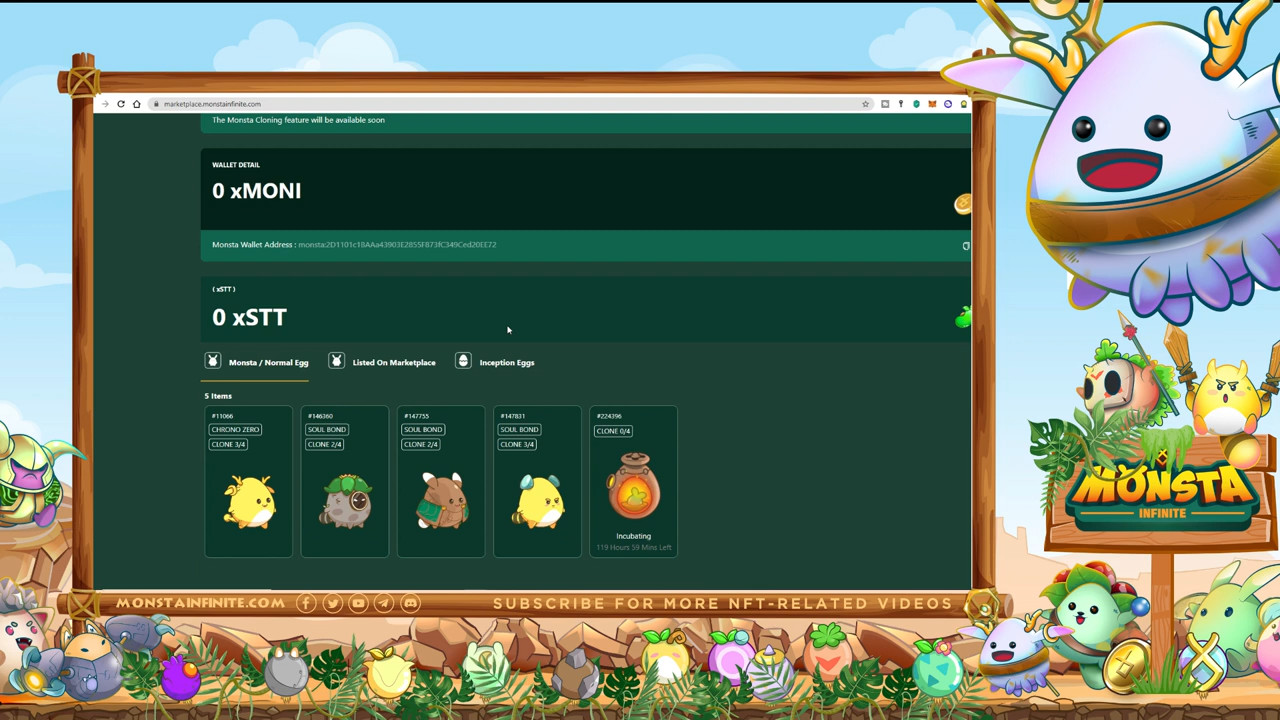 marketplace.monstainfinite.com
The Monsta Cloning feature will be available soon
WALLET DETAIL
0 xMONI
Monsta Wallet Address : monsta:2D1101c18AAa43903E2855F873fC349Ced20EE72
( xSTT )
0 xSTT
Monsta / Normal Egg
Listed On Marketplace
Inception Eggs
5 Items
#11066
CHRONO ZERO
CLONE 3/4
#146360
SOUL BOND
CLONE 2/4
#147755
SOUL BOND
CLONE 2/4
#147831
SOUL BOND
CLONE 3/4
#224396
CLONE 0/4
Incubating
119 Hours 59 Mins Left
MONSTA
INFINITE
MONSTAINFINITE.COM
SUBSCRIBE FOR MORE NFT-RELATED VIDEOS